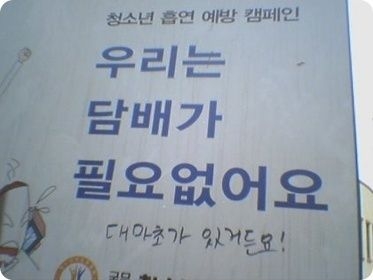 청소년 흡연 예방 캠페인
우리는
담배가
필요없어요
대마초가 있거든요!